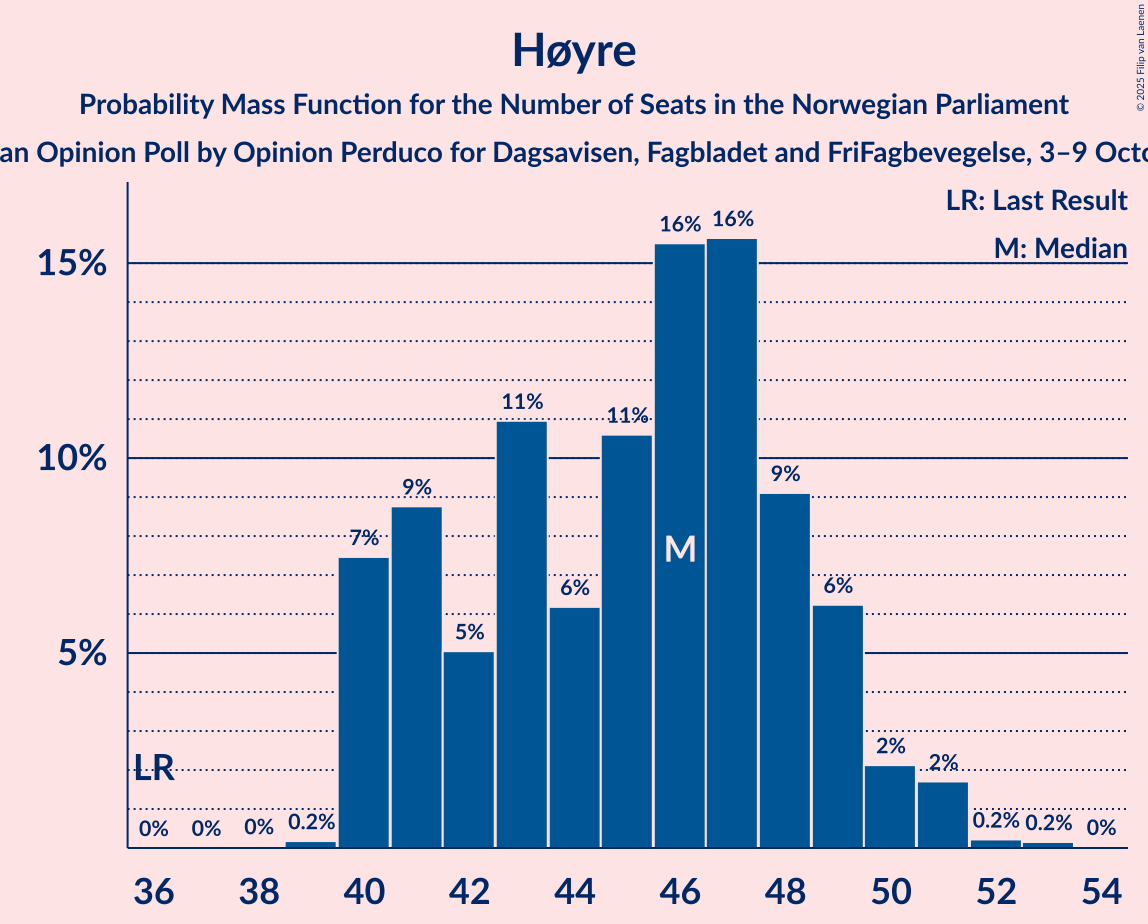 Høyre
Probability Mass Function for the Number of Seats in the Norwegian Parliament
an Opinion Poll by Opinion Perduco for Dagsavisen, Fagbladet and FriFagbevegelse, 3–9 Octo
© 2025 Filip van Laenen
LR: Last Result
M: Median
15%
10%
5%
LR
0% 0% 0% 0.2% 7% 9% 5% 11% 6% 11% 16% 16% 9% 6% 2% 2% 0.2% 0.2% 0%
M
36 38 40 42 44 46 48 50 52 54